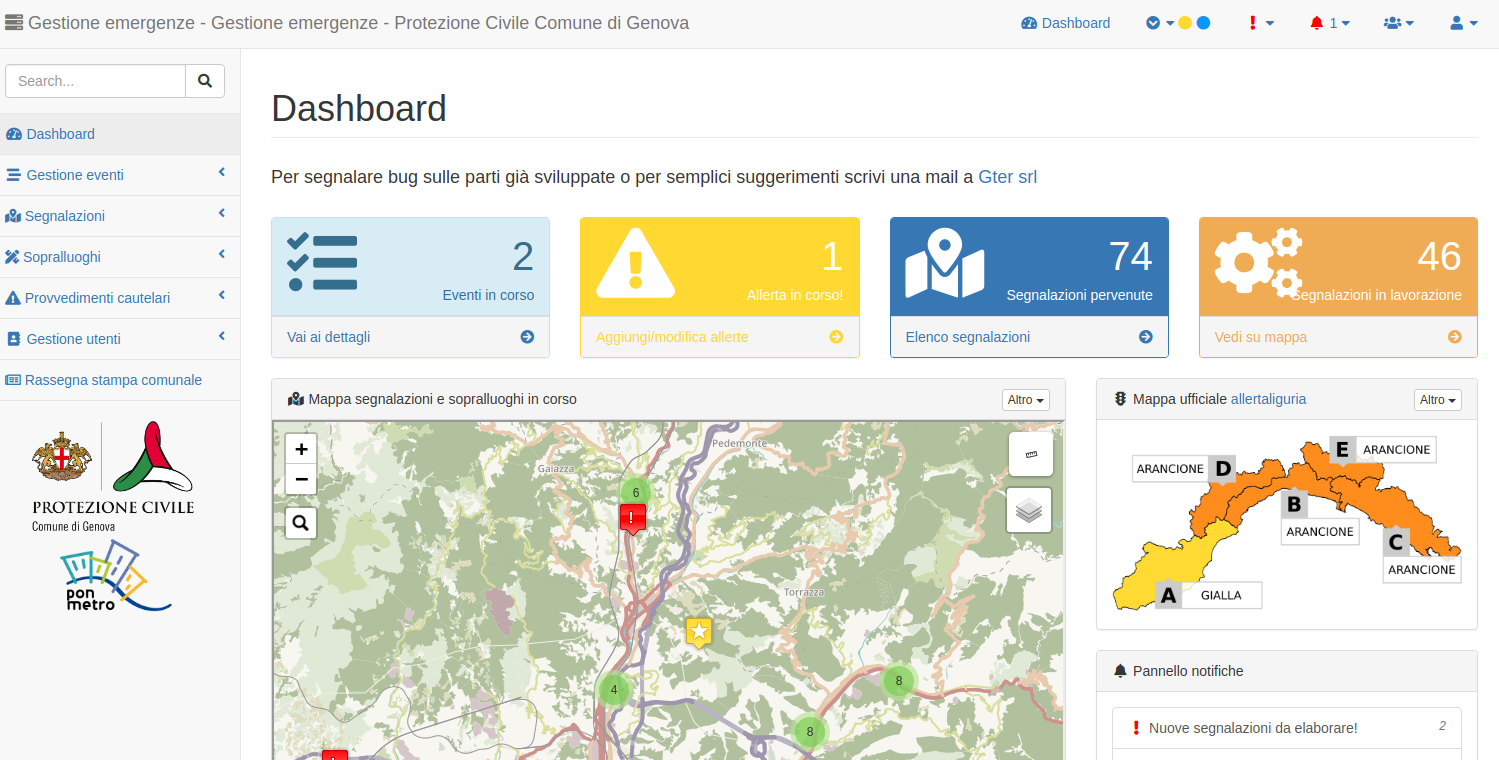 Gestione emergenze - Gestione emergenze - Protezione Civile Comune di Genova
Dashboard
1
Search...
Dashboard
Gestione eventi
Segnalazioni
Sopralluoghi
Provvedimenti cautelari
Gestione utenti
Rassegna stampa comunale
PROTEZIONE CIVILE
Comune di Genova
pon
metro
Dashboard
Per segnalare bug sulle parti già sviluppate o per semplici suggerimenti scrivi una mail a Gter srl
2
Eventi in corso
Vai ai dettagli
1
Allerta in corso!
Aggiungi/modifica allerte
74
Segnalazioni pervenute
Elenco segnalazioni
46
Segnalazioni in lavorazione
Vedi su mappa
Mappa segnalazioni e sopralluoghi in corso
Altro
+
−
Pedemonte
Gaiazza
6
Torrazza
8
4
8
Mappa ufficiale allertaliguria
Altro
E ARANCIONE
ARANCIONE D
B
ARANCIONE
C
ARANCIONE
A GIALLA
Pannello notifiche
Nuove segnalazioni da elaborare! 2